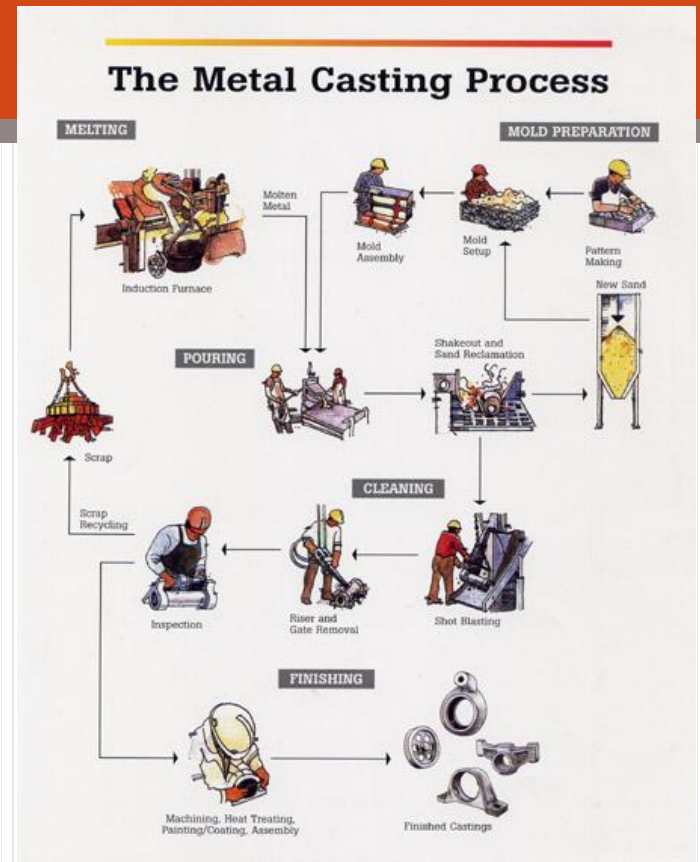 The Metal Casting Process
MELTING
MOLD PREPARATION
Molten
Metal
Induction Furnace
Mold
Assembly
Mold
Setup
Pattern
Making
New Sand
POURING
Shakeout and
Sand Reclamation
Scrap
Scrap
Recycling
CLEANING
Inspection
Riser and
Gate Removal
Shot Blasting
FINISHING
Machining, Heat Treating,
Painting/Coating, Assembly
Finished Castings